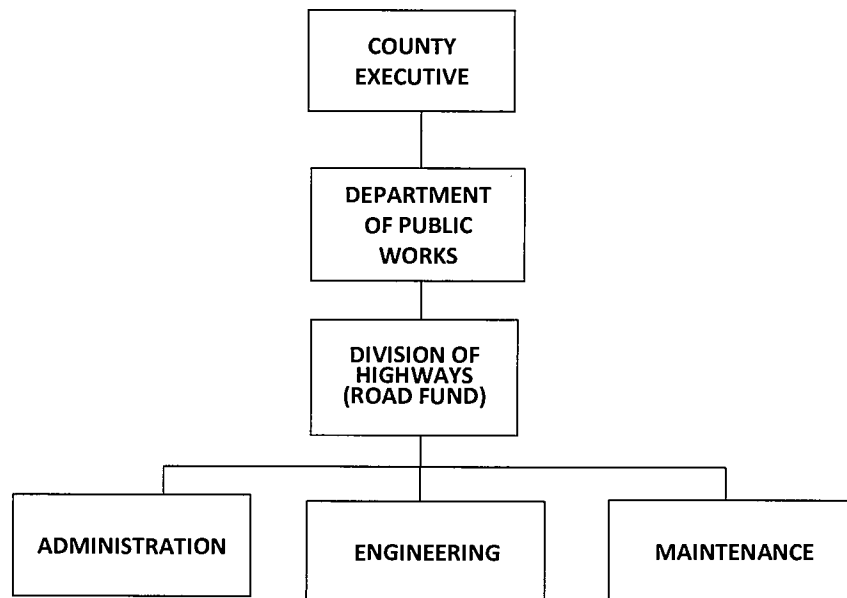 COUNTY
EXECUTIVE
DEPARTMENT
OF PUBLIC
WORKS
DIVISION OF
HIGHWAYS
(ROAD FUND)
ADMINISTRATION
ENGINEERING
MAINTENANCE